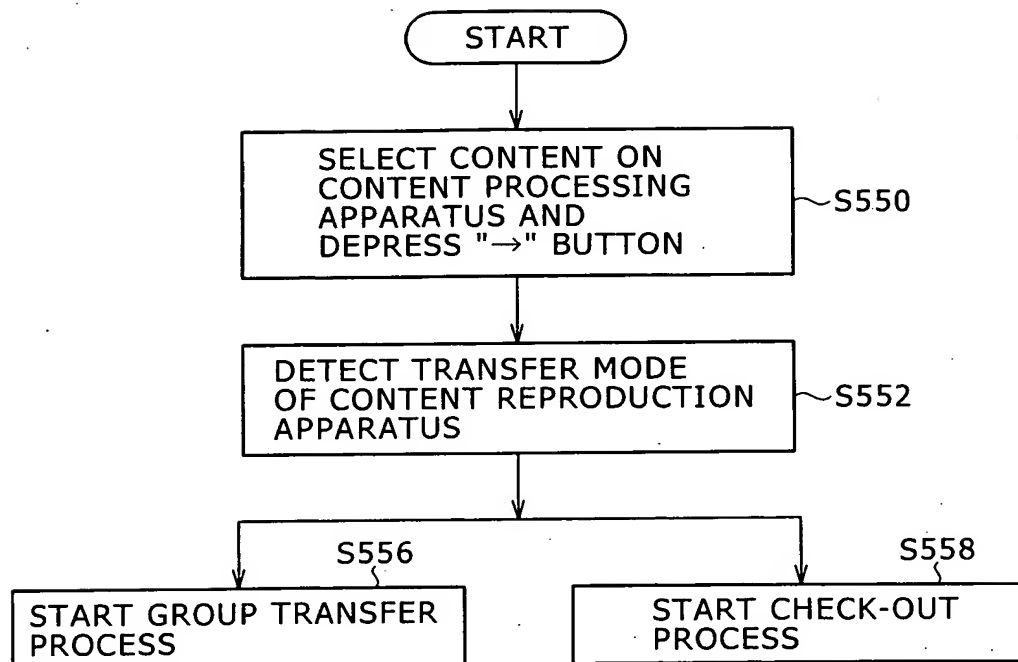 START
SELECT CONTENT ON
CONTENT PROCESSING
APPARATUS AND
DEPRESS "→" BUTTON
S550
DETECT TRANSFER MODE
OF CONTENT REPRODUCTION
APPARATUS
S552
S556
START GROUP TRANSFER
PROCESS
S558
START CHECK-OUT
PROCESS